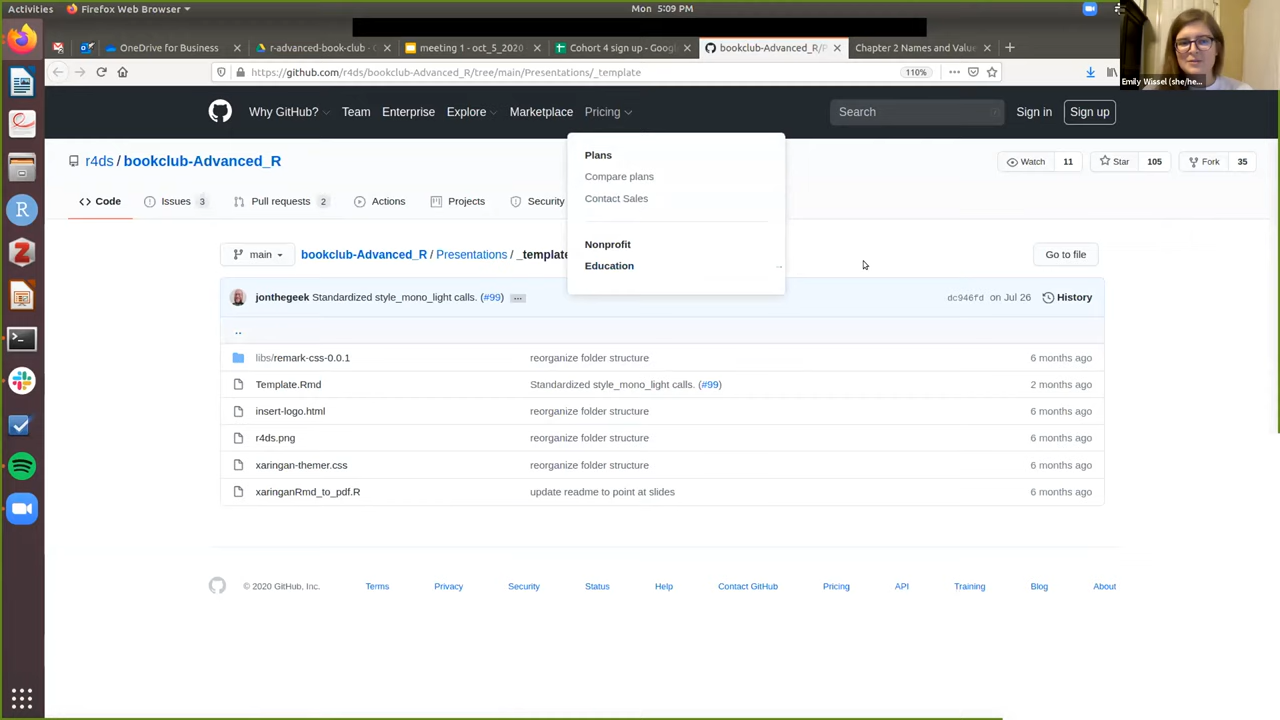 Activities Firefox Web Browser Mon 5:09 PM
OneDrive for Business r-advanced-book-club - meeting 1 - oct_5_2020 Cohort 4 sign up - Googl bookclub-Advanced_R/P Chapter 2 Names and Value
https://github.com/r4ds/bookclub-Advanced_R/tree/main/Presentations/_template 110%
Emily Wissel (she/he...
Why GitHub? Team Enterprise Explore Marketplace Pricing Search Sign in Sign up
Plans
Compare plans
Contact Sales
Nonprofit
Education →
r4ds / bookclub-Advanced_R Watch 11 Star 105 Fork 35
Code Issues 3 Pull requests 2 Actions Projects Security
main bookclub-Advanced_R / Presentations / _template Go to file
jonthegeek Standardized style_mono_light calls. (#99) ... dc946fd on Jul 26 History
..
libs/remark-css-0.0.1 reorganize folder structure 6 months ago
Template.Rmd Standardized style_mono_light calls. (#99) 2 months ago
insert-logo.html reorganize folder structure 6 months ago
r4ds.png reorganize folder structure 6 months ago
xaringan-themer.css reorganize folder structure 6 months ago
xaringanRmd_to_pdf.R update readme to point at slides 6 months ago
© 2020 GitHub, Inc. Terms Privacy Security Status Help Contact GitHub Pricing API Training Blog About